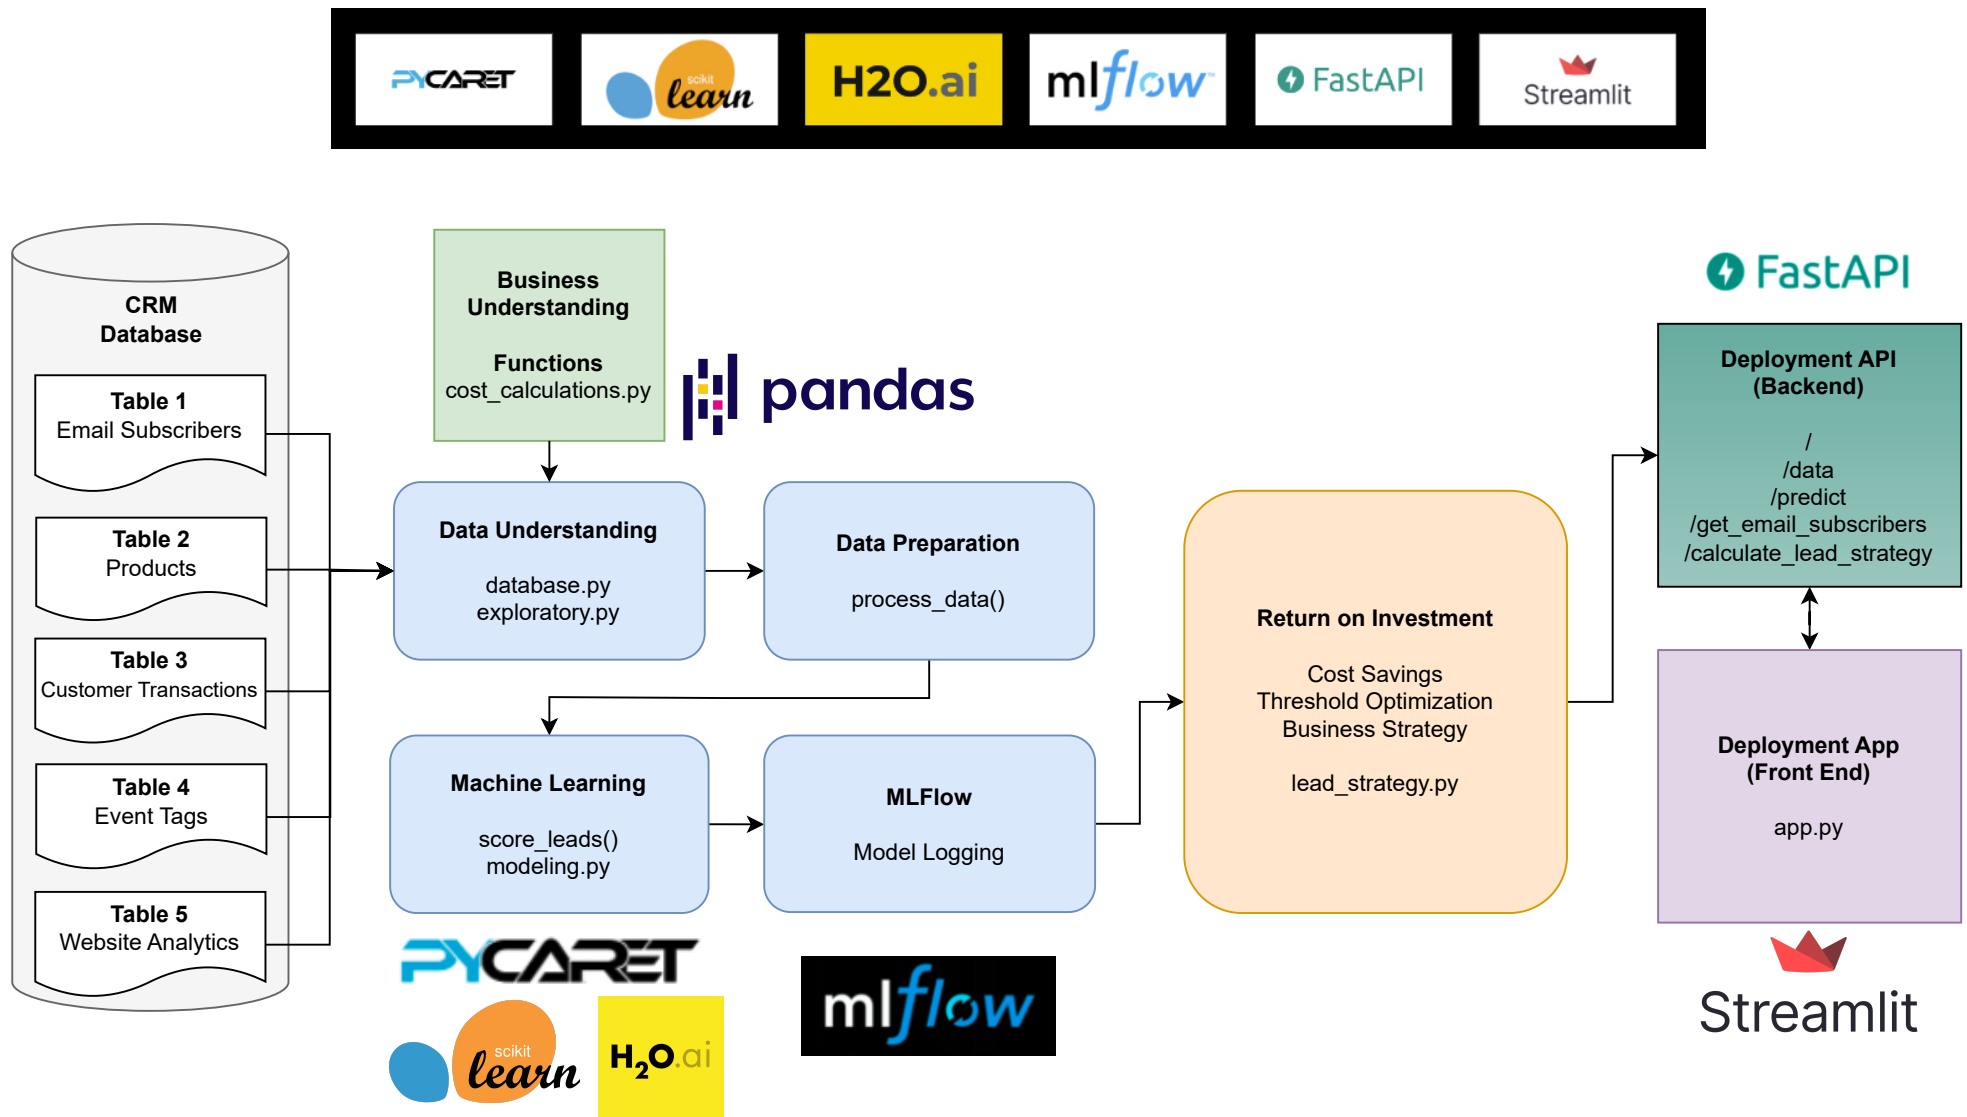 PYCARET
scikit
learn
H2O.ai
mlflow™
FastAPI
Streamlit
CRM
Database
Table 1
Email Subscribers
Table 2
Products
Table 3
Customer Transactions
Table 4
Event Tags
Table 5
Website Analytics
Business
Understanding
Functions
cost_calculations.py
pandas
Data Understanding
database.py
exploratory.py
Data Preparation
process_data()
Machine Learning
score_leads()
modeling.py
MLFlow
Model Logging
PYCARET
scikit
learn
H2O.ai
mlflow
Return on Investment
Cost Savings
Threshold Optimization
Business Strategy
lead_strategy.py
FastAPI
Deployment API
(Backend)
/
/data
/predict
/get_email_subscribers
/calculate_lead_strategy
Deployment App
(Front End)
app.py
Streamlit